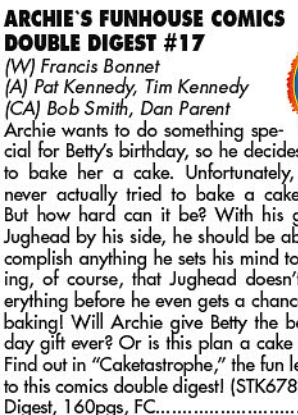 ARCHIE`S FUNHOUSE COMICS
DOUBLE DIGEST #17
(W) Francis Bonnet
(A) Pat Kennedy, Tim Kennedy
(CA) Bob Smith, Dan Parent
Archie wants to do something spe-
cial for Betty's birthday, so he decides
to bake her a cake. Unfortunately,
never actually tried to bake a cake
But how hard can it be? With his
Jughead by his side, he should be
complish anything he sets his mind to
ing, of course, that Jughead doesn't
erything before he even gets a chanc
baking! Will Archie give Betty the
day gift ever? Or is this plan a cake
Find out in "Caketastrophe," the fun
to this comics double digest! (STK678
Digest, 160pgs, FC